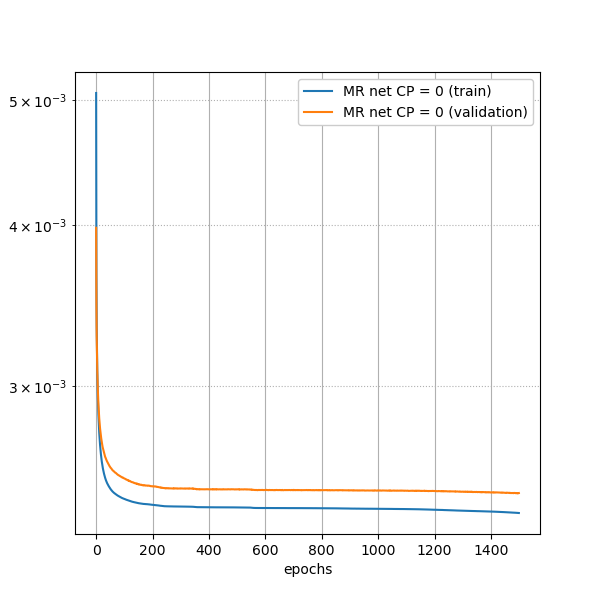 MR net CP = 0 (train)
MR net CP = 0 (validation)
5 × 10⁻³
4 × 10⁻³
3 × 10⁻³
0 200 400 600 800 1000 1200 1400
epochs